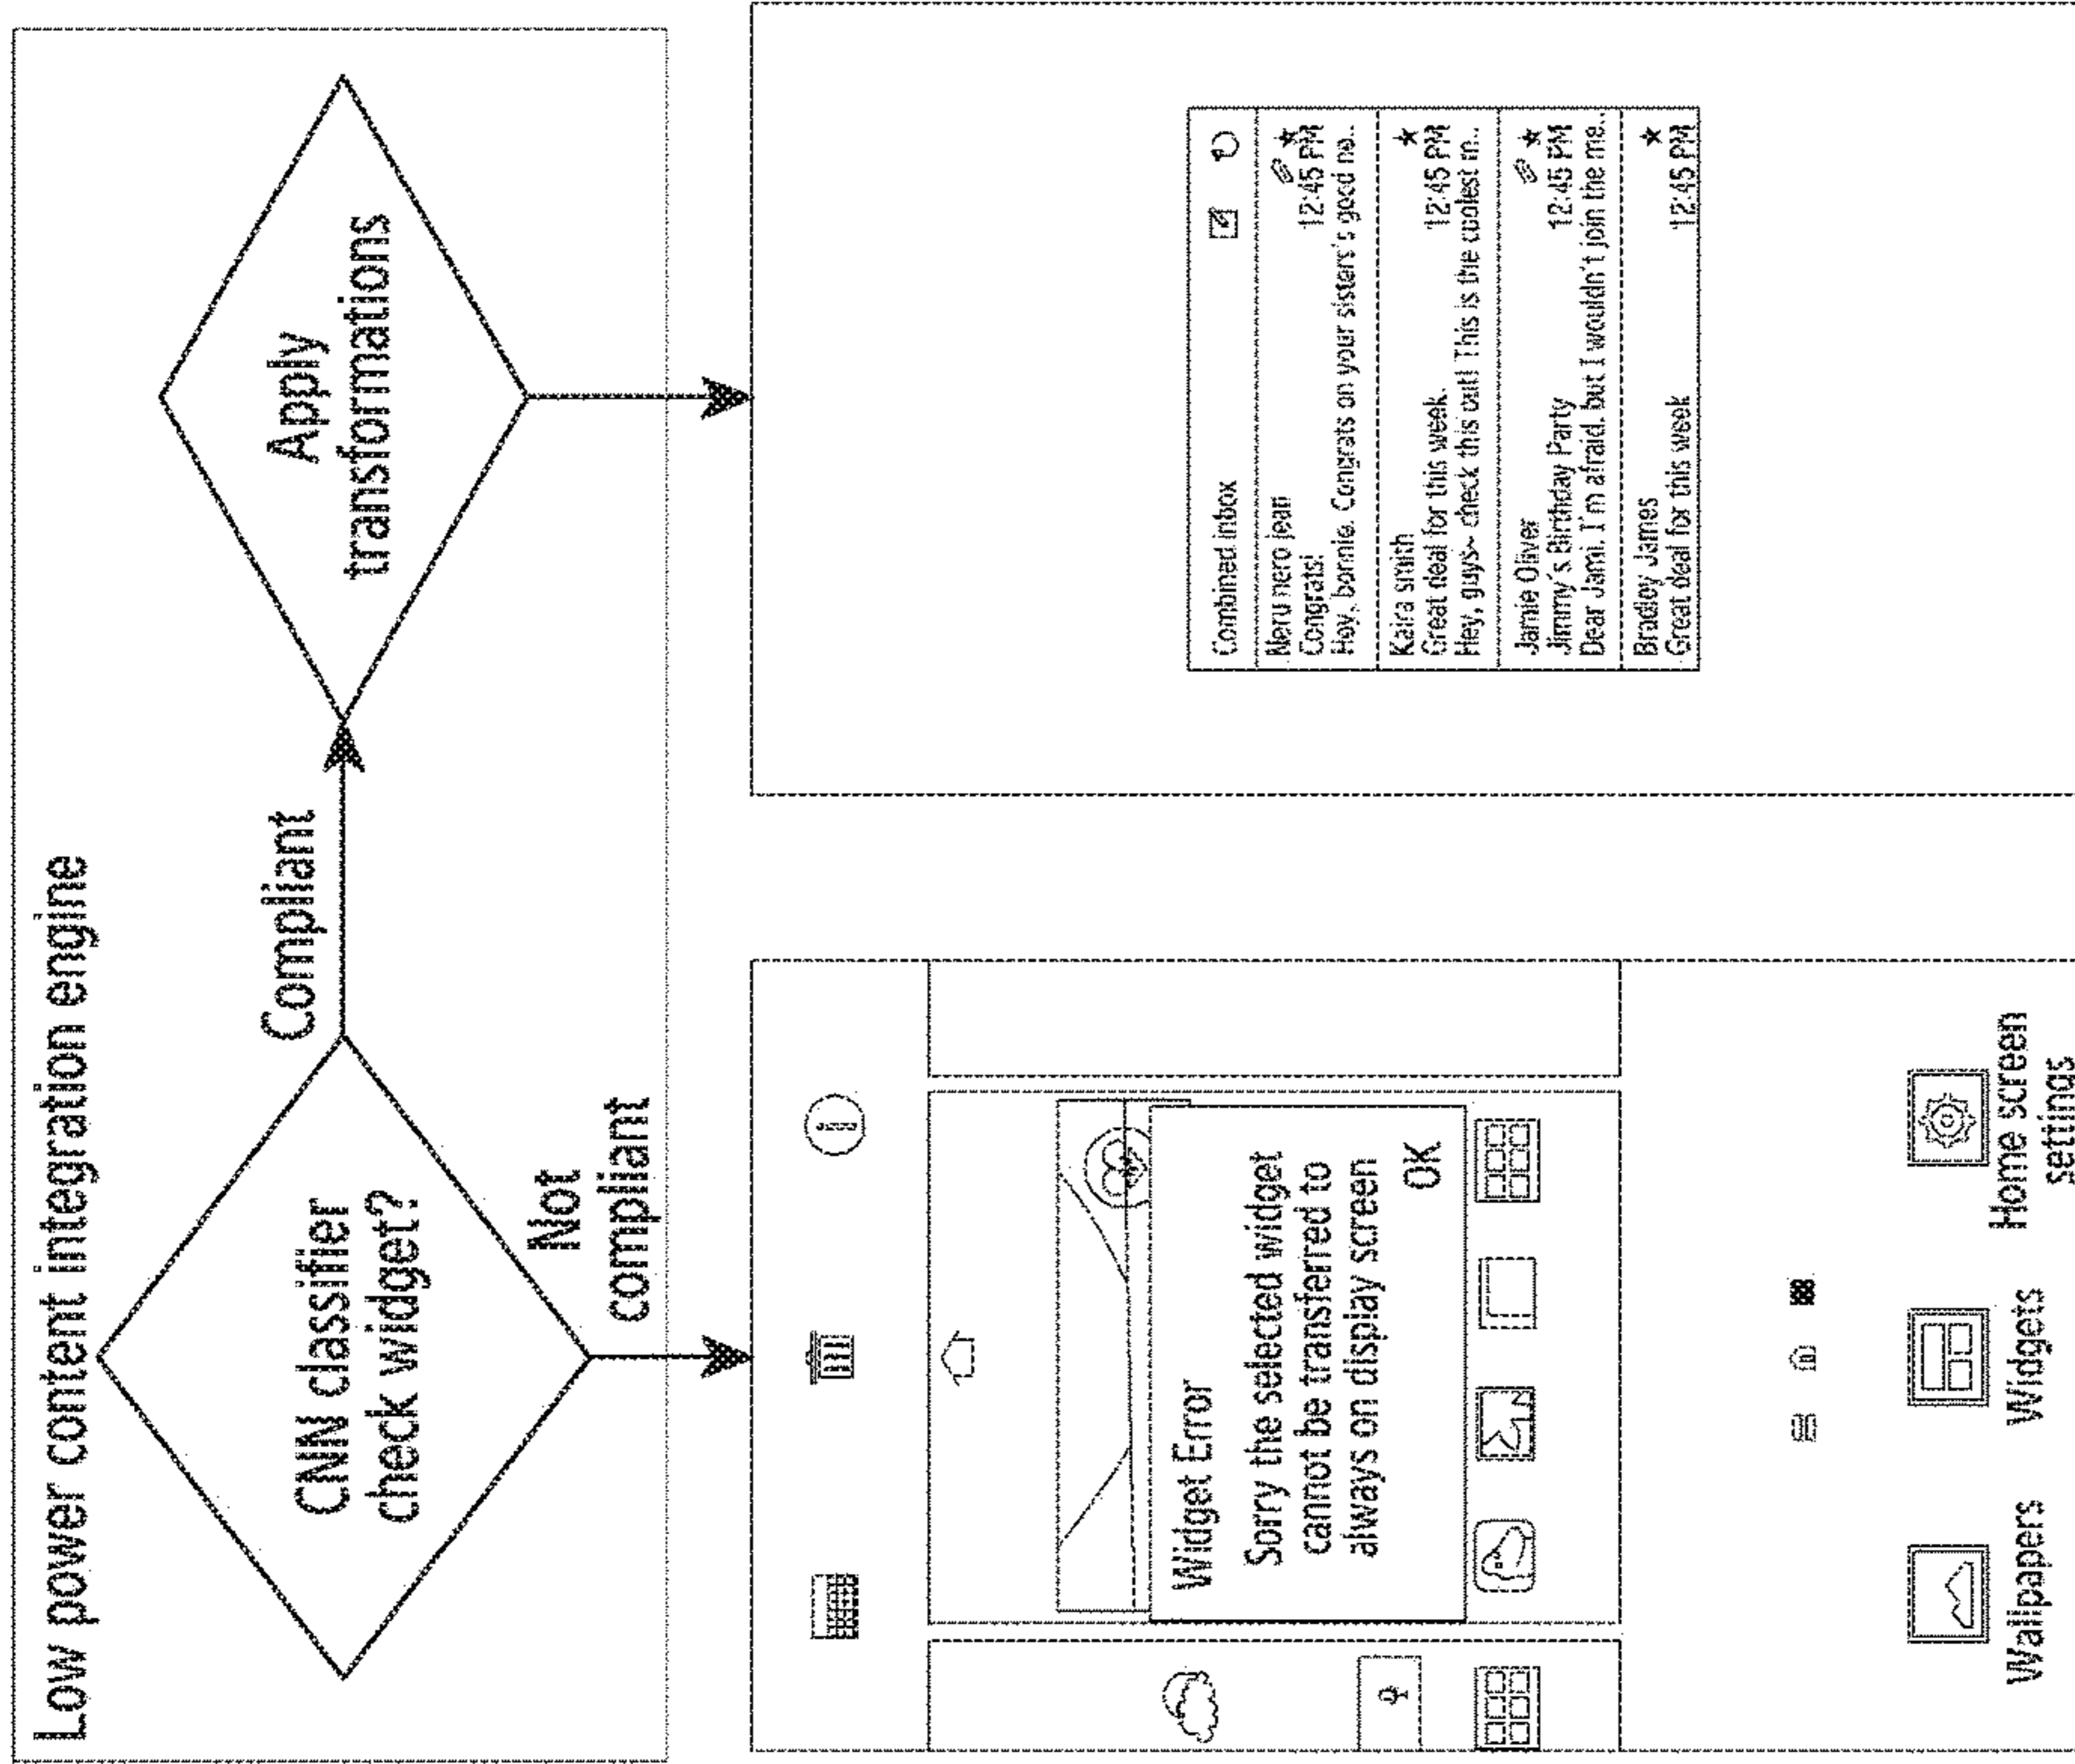 Low power content integration engine
CNN classifier
check widget?
Compliant
Apply
transformations
Not
compliant
Widget Error
Sorry the selected widget
cannot be transferred to
always on display screen
OK
Wallpapers
Widgets
Home screen
settings
Combined inbox
Neru nero jean
Congrats!
12:45 PM
Hey, bonnie. Congrats on your sisters's good ne..
Kaira smith
Great deal for this week.
12:45 PM
Hey, guys~ check this out! This is the coolest m..
Jamie Oliver
Jimmy's Birthday Party
12:45 PM
Dear Jami. I'm afraid. but I wouldn't join the me..
Bradley James
Great deal for this week
12:45 PM